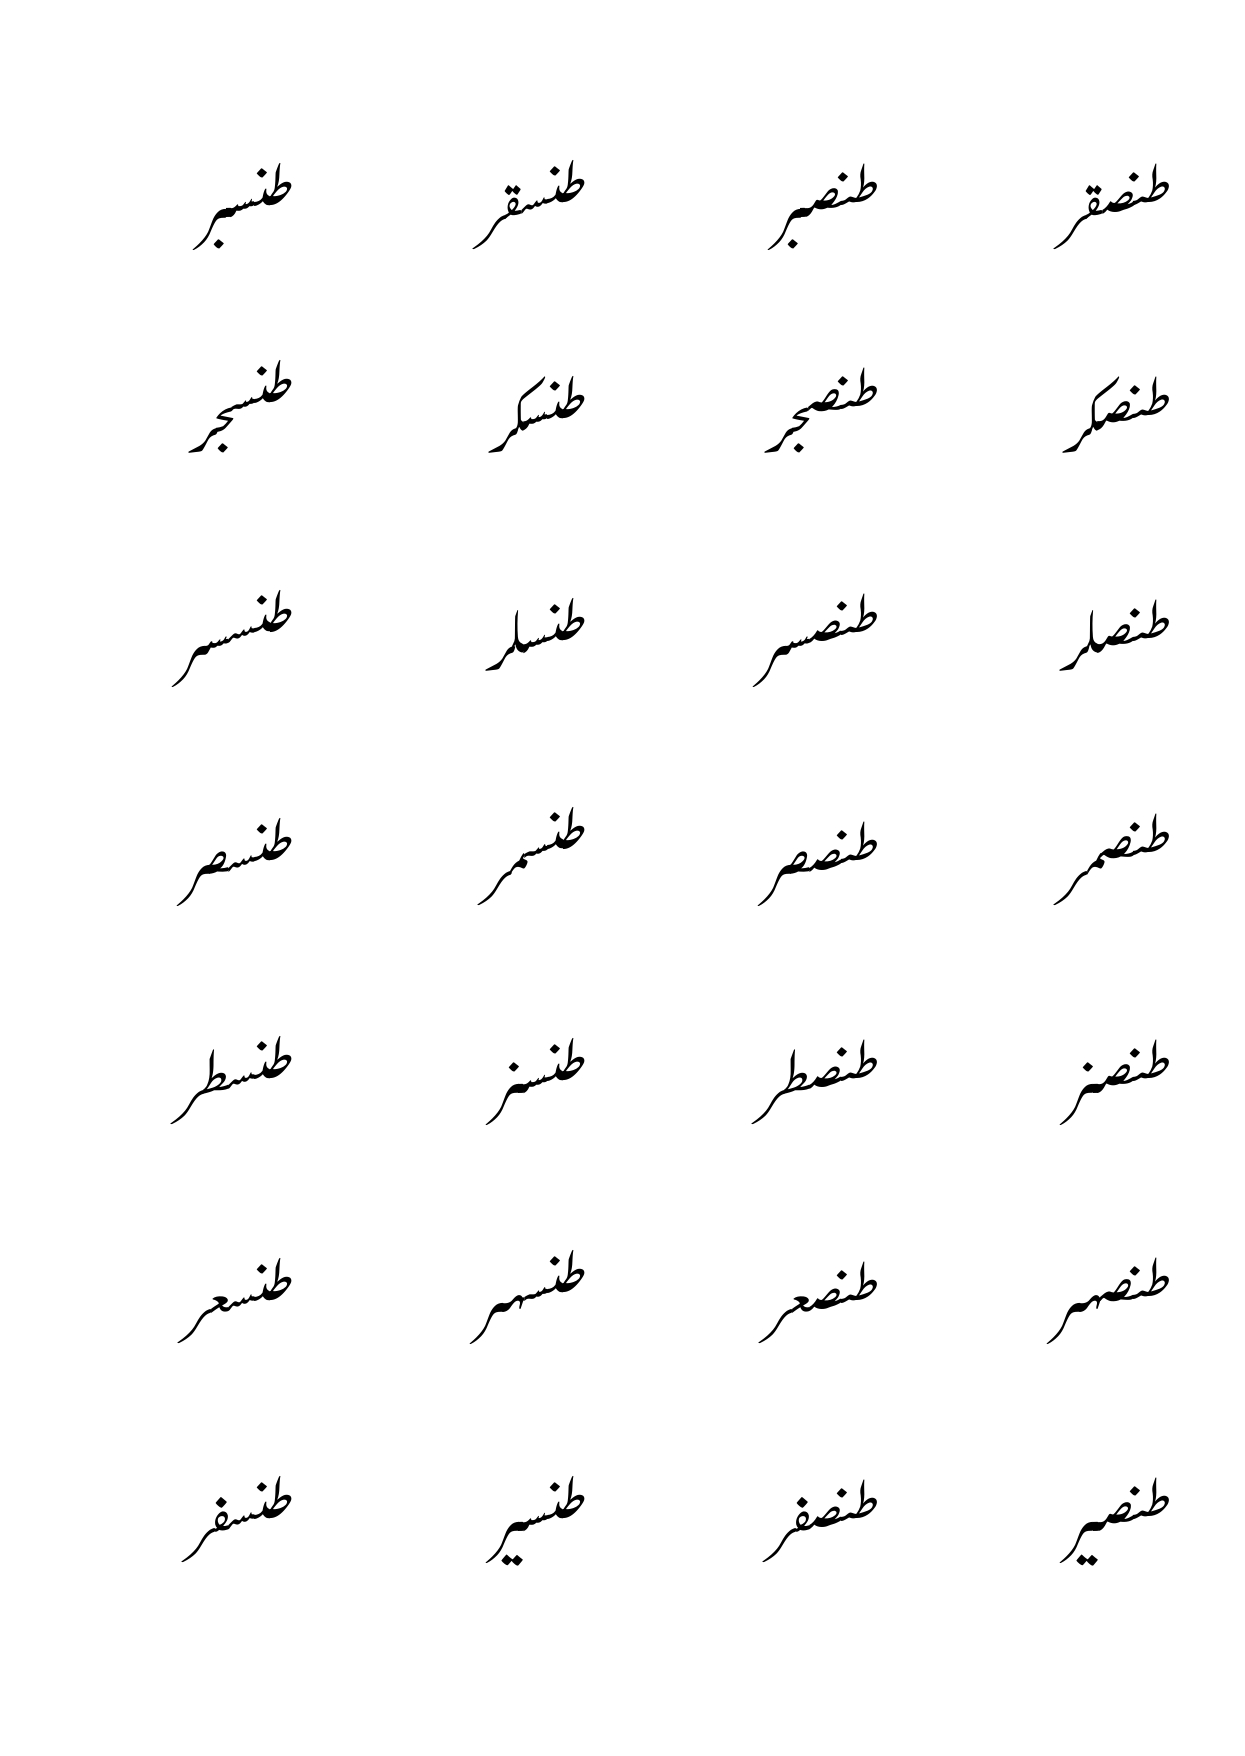 طنصقر طنصبر طنسقر طنسبر
طنصكر طنصجر طنسكر طنسجر
طنصلر طنصسر طنسلر طنسسر
طنصمر طنصصر طنسمر طنسصر
طنصنر طنصطر طنسنر طنسطر
طنصهر طنصعر طنسهر طنسعر
طنصير طنصفر طنسير طنسفر